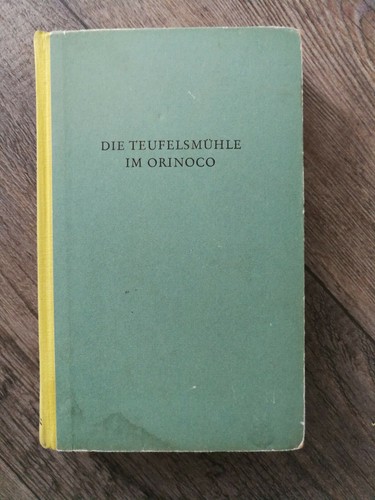 DIE TEUFELSMÜHLE
IM ORINOCO